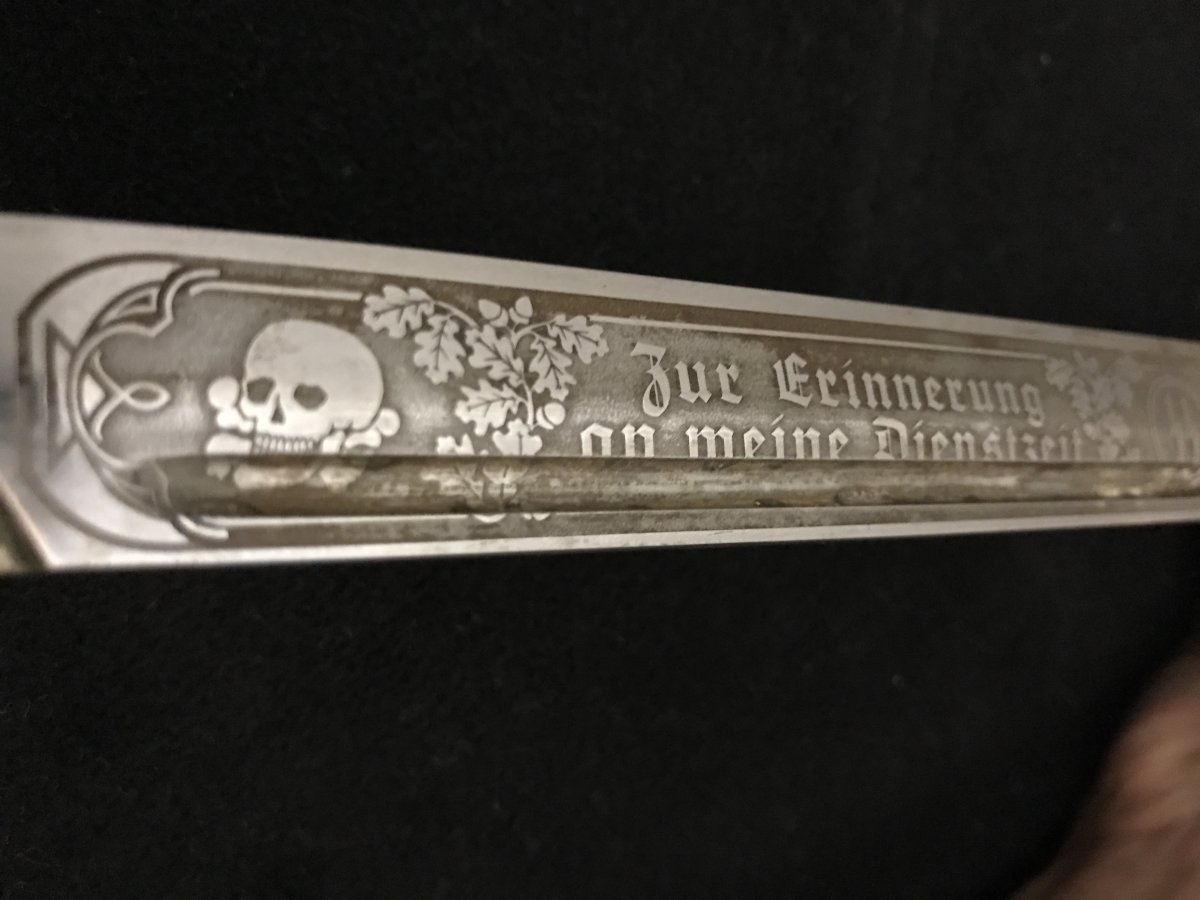 Zur Erinnerung
an meine Dienstzeit